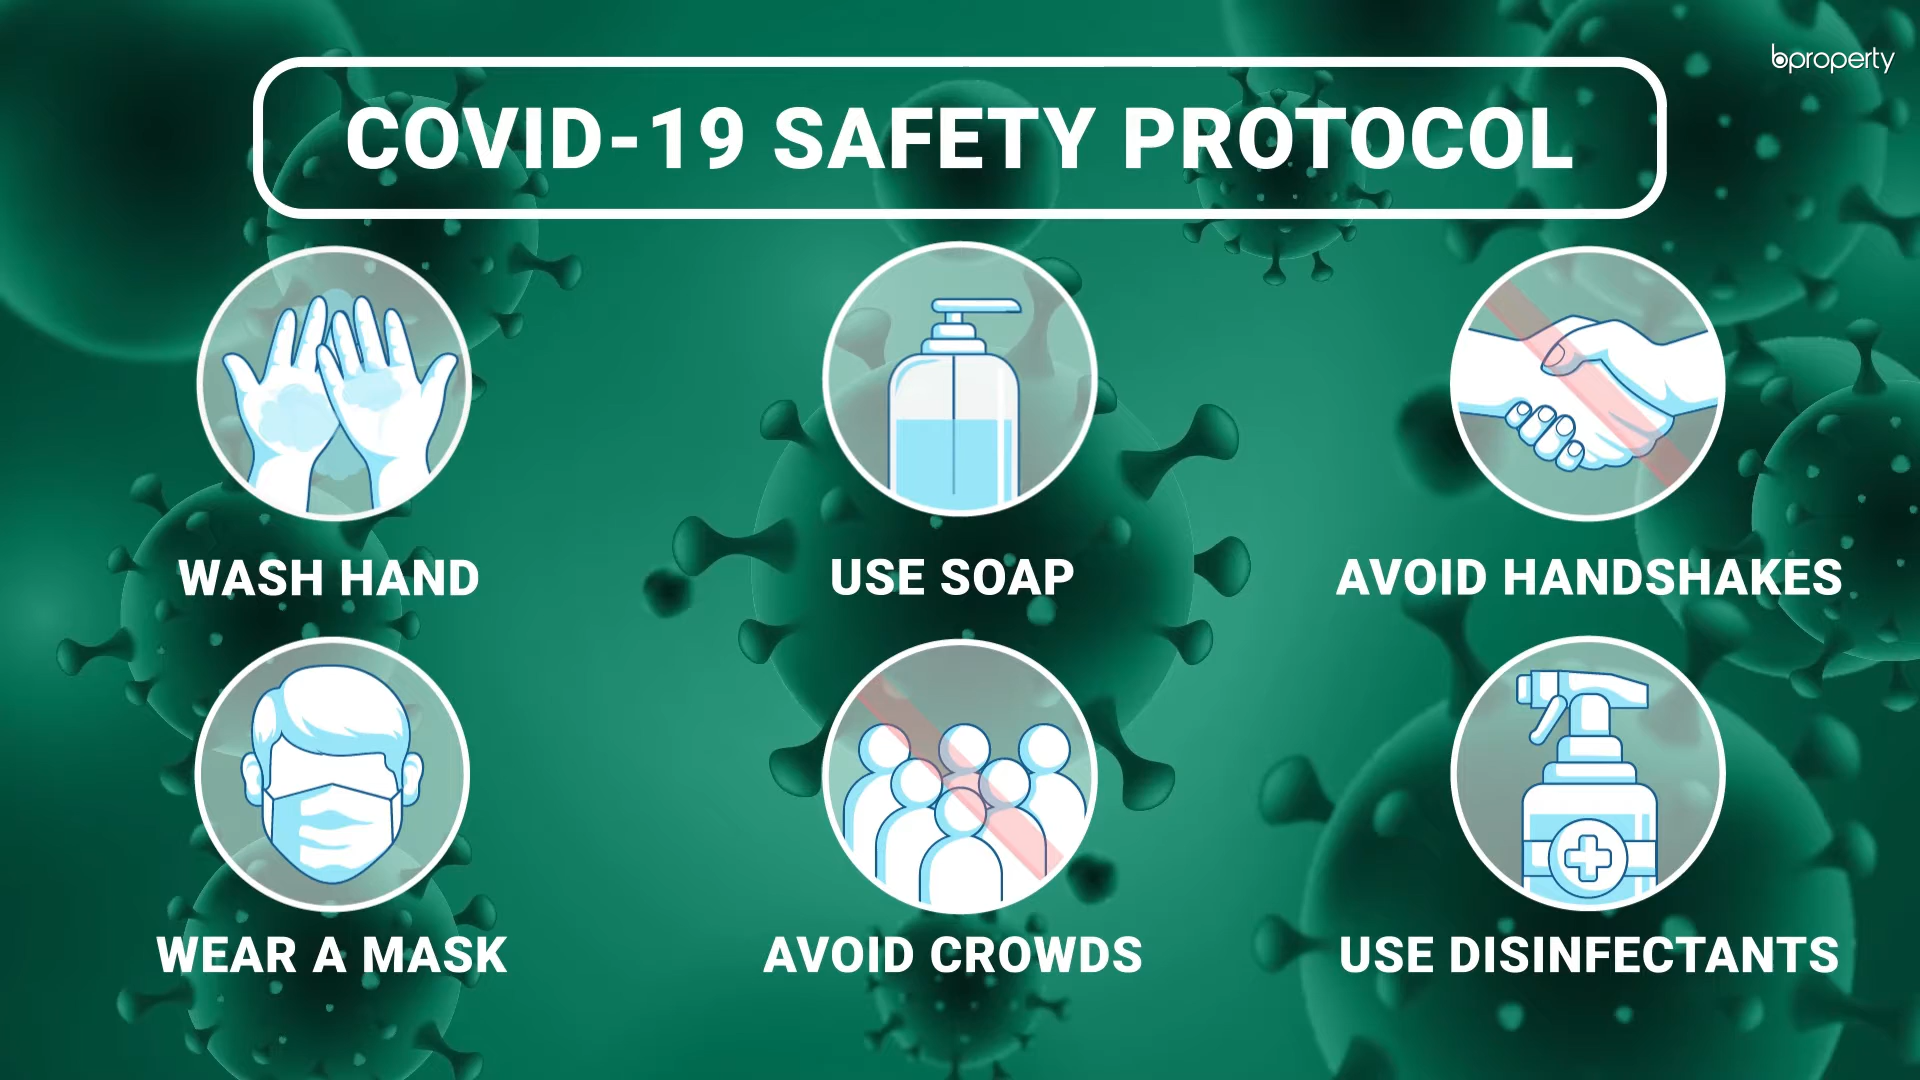 bproperty
COVID-19 SAFETY PROTOCOL
WASH HAND
USE SOAP
AVOID HANDSHAKES
WEAR A MASK
AVOID CROWDS
USE DISINFECTANTS